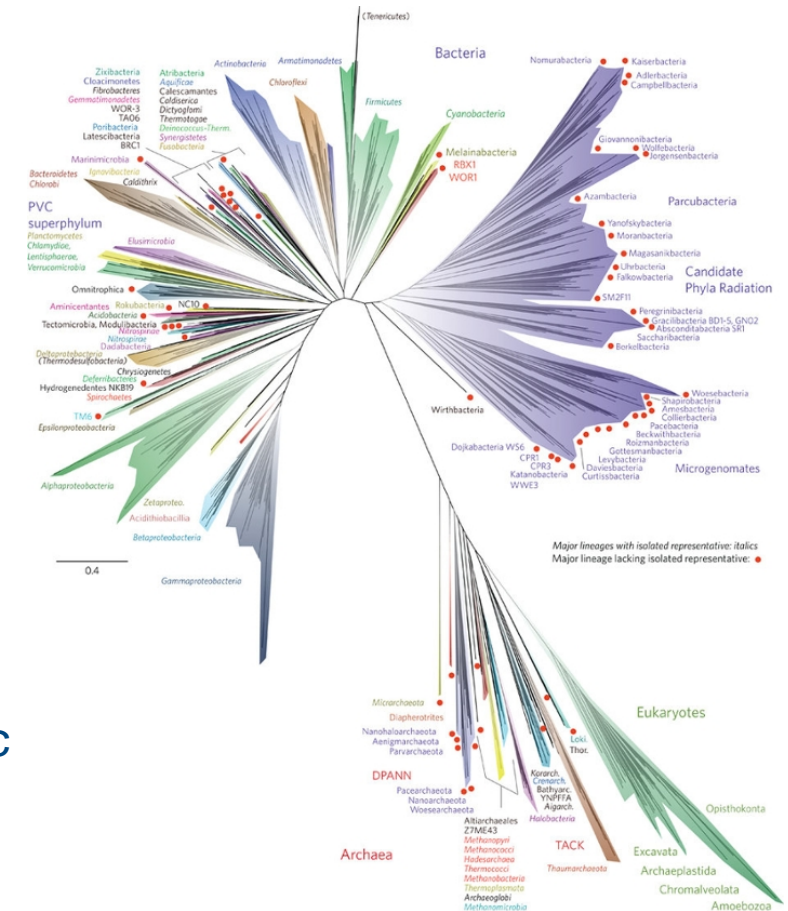 (Tenericutes)
Bacteria
Nomurabacteria
Kaiserbacteria
Adlerbacteria
Campbellbacteria
Zixibacteria
Cloacimonetes
Fibrobacteres
Gemmatimonadetes
WOR-3
TA06
Poribacteria
Latescibacteria
BRC1
Atribacteria
Aquificae
Calescamantes
Caldiserica
Dictyoglomi
Thermotogae
Deinococcus-Therm.
Synergistetes
Fusobacteria
Actinobacteria
Armatimonadetes
Chloroflexi
Firmicutes
Cyanobacteria
Melainabacteria
RBX1
WOR1
Giovannonibacteria
Wolfebacteria
Jorgensenbacteria
Marinimicrobia
Ignavibacteria
Bacteroidetes
Chlorobi
Caldithrix
Azambacteria
Parcubacteria
PVC
superphylum
Planctomycetes
Chlamydiae,
Lentisphaerae,
Verrucomicrobia
Yanofskybacteria
Moranbacteria
Elusimicrobia
Magasanikbacteria
Uhrbacteria
Falkowbacteria
Candidate
Phyla Radiation
Omnitrophica
SM2F11
Aminicentantes
Rokubacteria
NC10
Acidobacteria
Tectomicrobia, Modulibacteria
Nitrospinae
Nitrospirae
Dadabacteria
Peregrinibacteria
Gracilibacteria BD1-5, GN02
Absconditabacteria SR1
Saccharibacteria
Borkelbacteria
Deltaproteobacteria
(Thermodesulfobacteria)
Chrysiogenetes
Deferribacteres
Hydrogenedentes NKB19
Spirochaetes
Wirthbacteria
Woesebacteria
Shapirobacteria
Amesbacteria
Collierbacteria
Pacebacteria
Beckwithbacteria
Roizmanbacteria
Gottesmanbacteria
Levybacteria
Daviesbacteria
Curtissbacteria
Microgenomates
TM6
Epsilonproteobacteria
Dojkabacteria WS6
CPR1
CPR3
Katanobacteria
WWE3
Alphaproteobacteria
Zetaproteo.
Acidithiobacillia
Betaproteobacteria
Major lineages with isolated representative: italics
Major lineage lacking isolated representative:
0.4
Gammaproteobacteria
Micrarchaeota
Diapherotrites
Nanohaloarchaeota
Aenigmarchaeota
Parvarchaeota
Eukaryotes
Loki.
Thor.
C
DPANN
Pacearchaeota
Nanoarchaeota
Woesearchaeota
Korarch.
Crenarch.
Bathyarc.
YNPFFA
Aigarch.
Halobacteria
Opisthokonta
Altiarchaeales
Z7ME43
Methanopyri
Methanococci
Hadesarchaea
Thermococci
Methanobacteria
Thermoplasmata
Archaeoglobi
Methanomicrobia
Archaea
TACK
Thaumarchaeota
Excavata
Archaeplastida
Chromalveolata
Amoebozoa